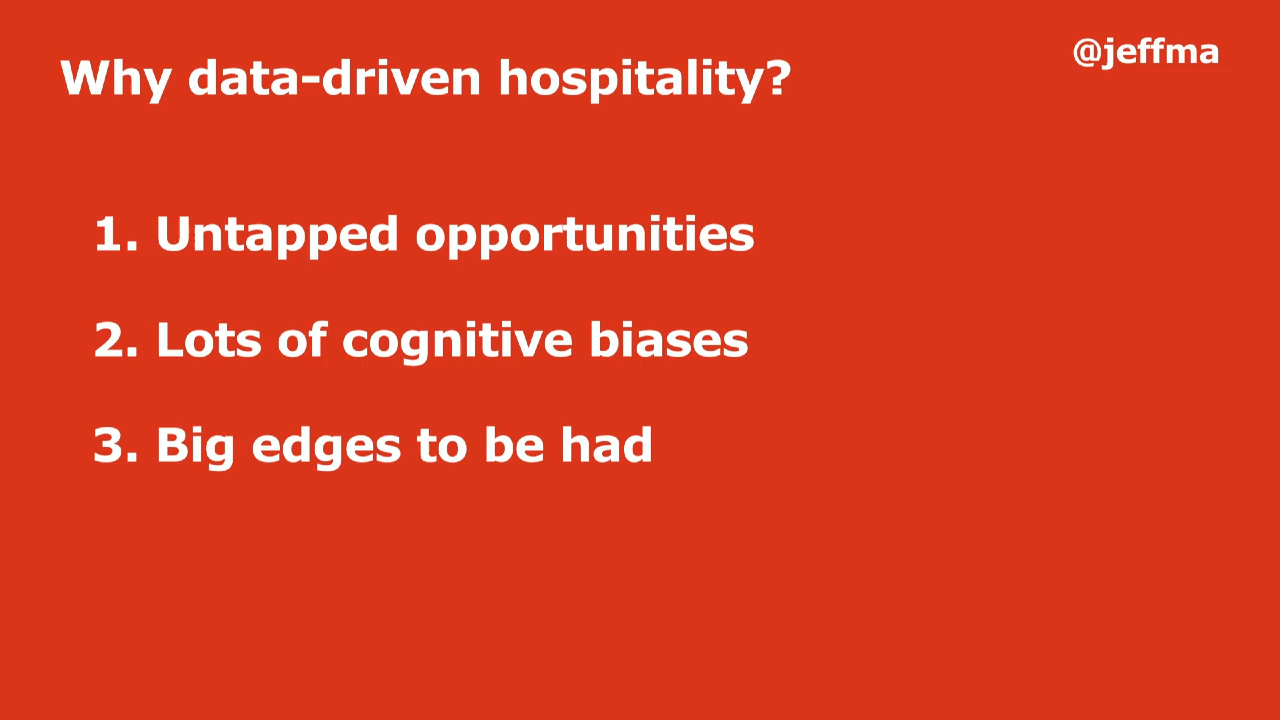 Why data-driven hospitality?
@jeffma
1. Untapped opportunities
2. Lots of cognitive biases
3. Big edges to be had